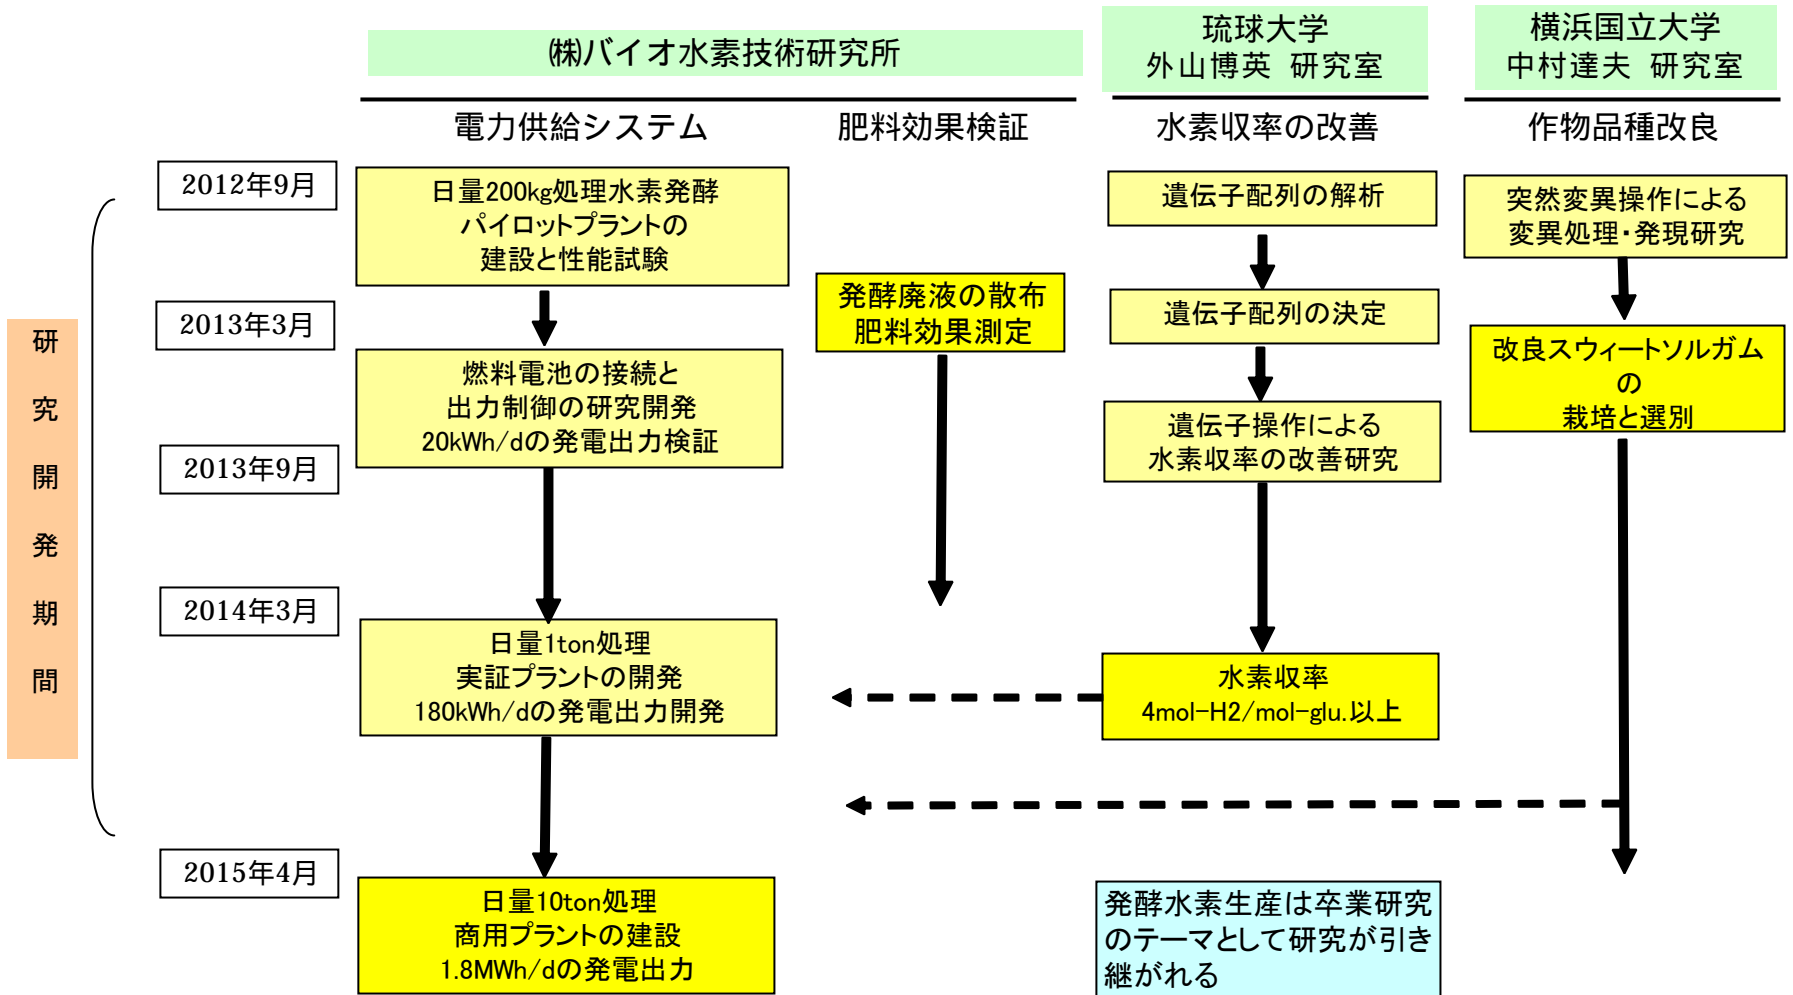 ㈱バイオ水素技術研究所
琉球大学
外山博英 研究室
横浜国立大学
中村達夫 研究室
電力供給システム
肥料効果検証
水素収率の改善
作物品種改良
研究開発期間
2012年9月
2013年3月
2013年9月
2014年3月
2015年4月
日量200kg処理水素発酵
パイロットプラントの
建設と性能試験
燃料電池の接続と
出力制御の研究開発
20kWh/dの発電出力検証
日量1ton処理
実証プラントの開発
180kWh/dの発電出力開発
日量10ton処理
商用プラントの建設
1.8MWh/dの発電出力
発酵廃液の散布
肥料効果測定
遺伝子配列の解析
遺伝子配列の決定
遺伝子操作による
水素収率の改善研究
水素収率
4mol-H2/mol-glu.以上
突然変異操作による
変異処理・発現研究
改良スウィートソルガム
の
栽培と選別
発酵水素生産は卒業研究
のテーマとして研究が引き
継がれる